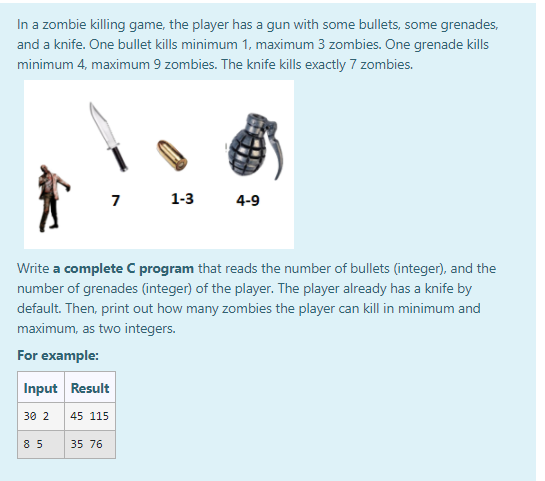 In a zombie killing game, the player has a gun with some bullets, some grenades,
and a knife. One bullet kills minimum 1, maximum 3 zombies. One grenade kills
minimum 4, maximum 9 zombies. The knife kills exactly 7 zombies.
7 1-3 4-9
Write a complete C program that reads the number of bullets (integer), and the
number of grenades (integer) of the player. The player already has a knife by
default. Then, print out how many zombies the player can kill in minimum and
maximum, as two integers.
For example:
Input Result
30 2 45 115
8 5 35 76